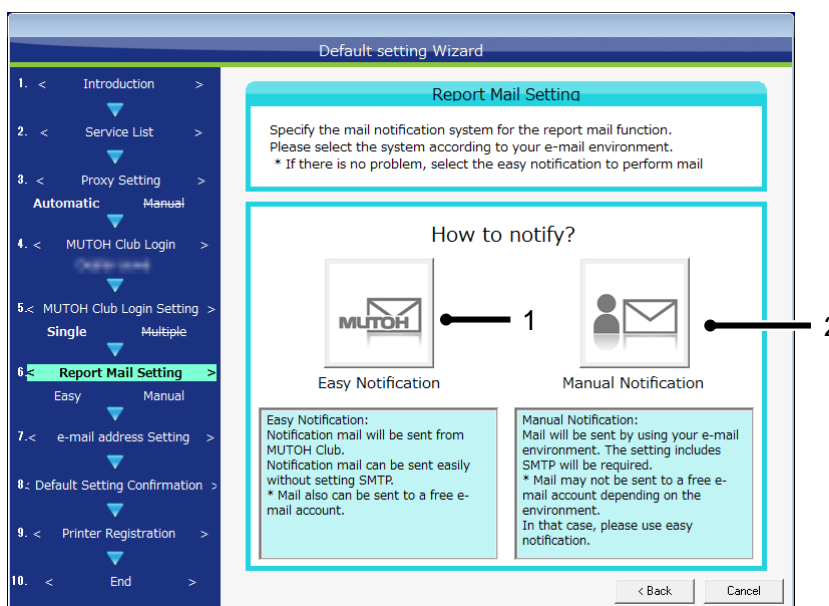 Default setting Wizard
1. < Introduction >
2. < Service List >
3. < Proxy Setting >
Automatic Manual
4. < MUTOH Club Login >
5.< MUTOH Club Login Setting >
Single Multiple
6.< Report Mail Setting >
Easy Manual
7.< e-mail address Setting >
8.< Default Setting Confirmation >
9. < Printer Registration >
10. < End >
Report Mail Setting
Specify the mail notification system for the report mail function.
Please select the system according to your e-mail environment.
* If there is no problem, select the easy notification to perform mail
How to notify?
MUTOH
1
2
Easy Notification
Manual Notification
Easy Notification:
Notification mail will be sent from
MUTOH Club.
Notification mail can be sent easily
without setting SMTP.
* Mail also can be sent to a free e-
mail account.
Manual Notification:
Mail will be sent by using your e-mail
environment. The setting includes
SMTP will be required.
* Mail may not be sent to a free e-
mail account depending on the
environment.
In that case, please use easy
notification.
< Back
Cancel